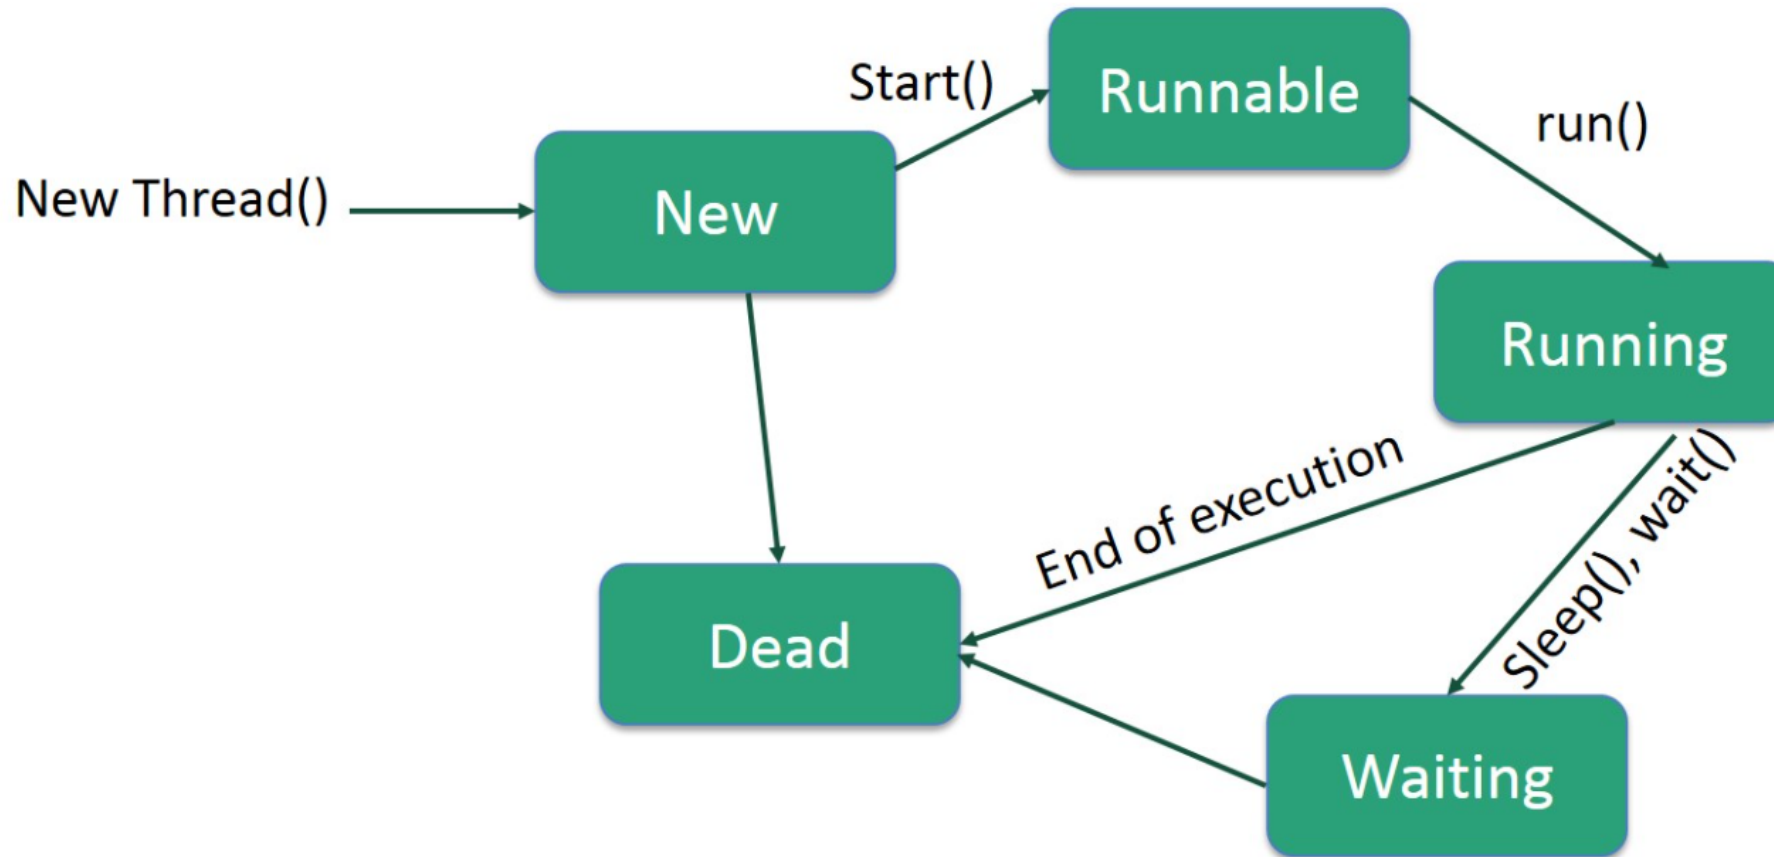 Start()
Runnable
run()
New Thread()
New
Running
End of execution
Sleep(), wait()
Dead
Waiting